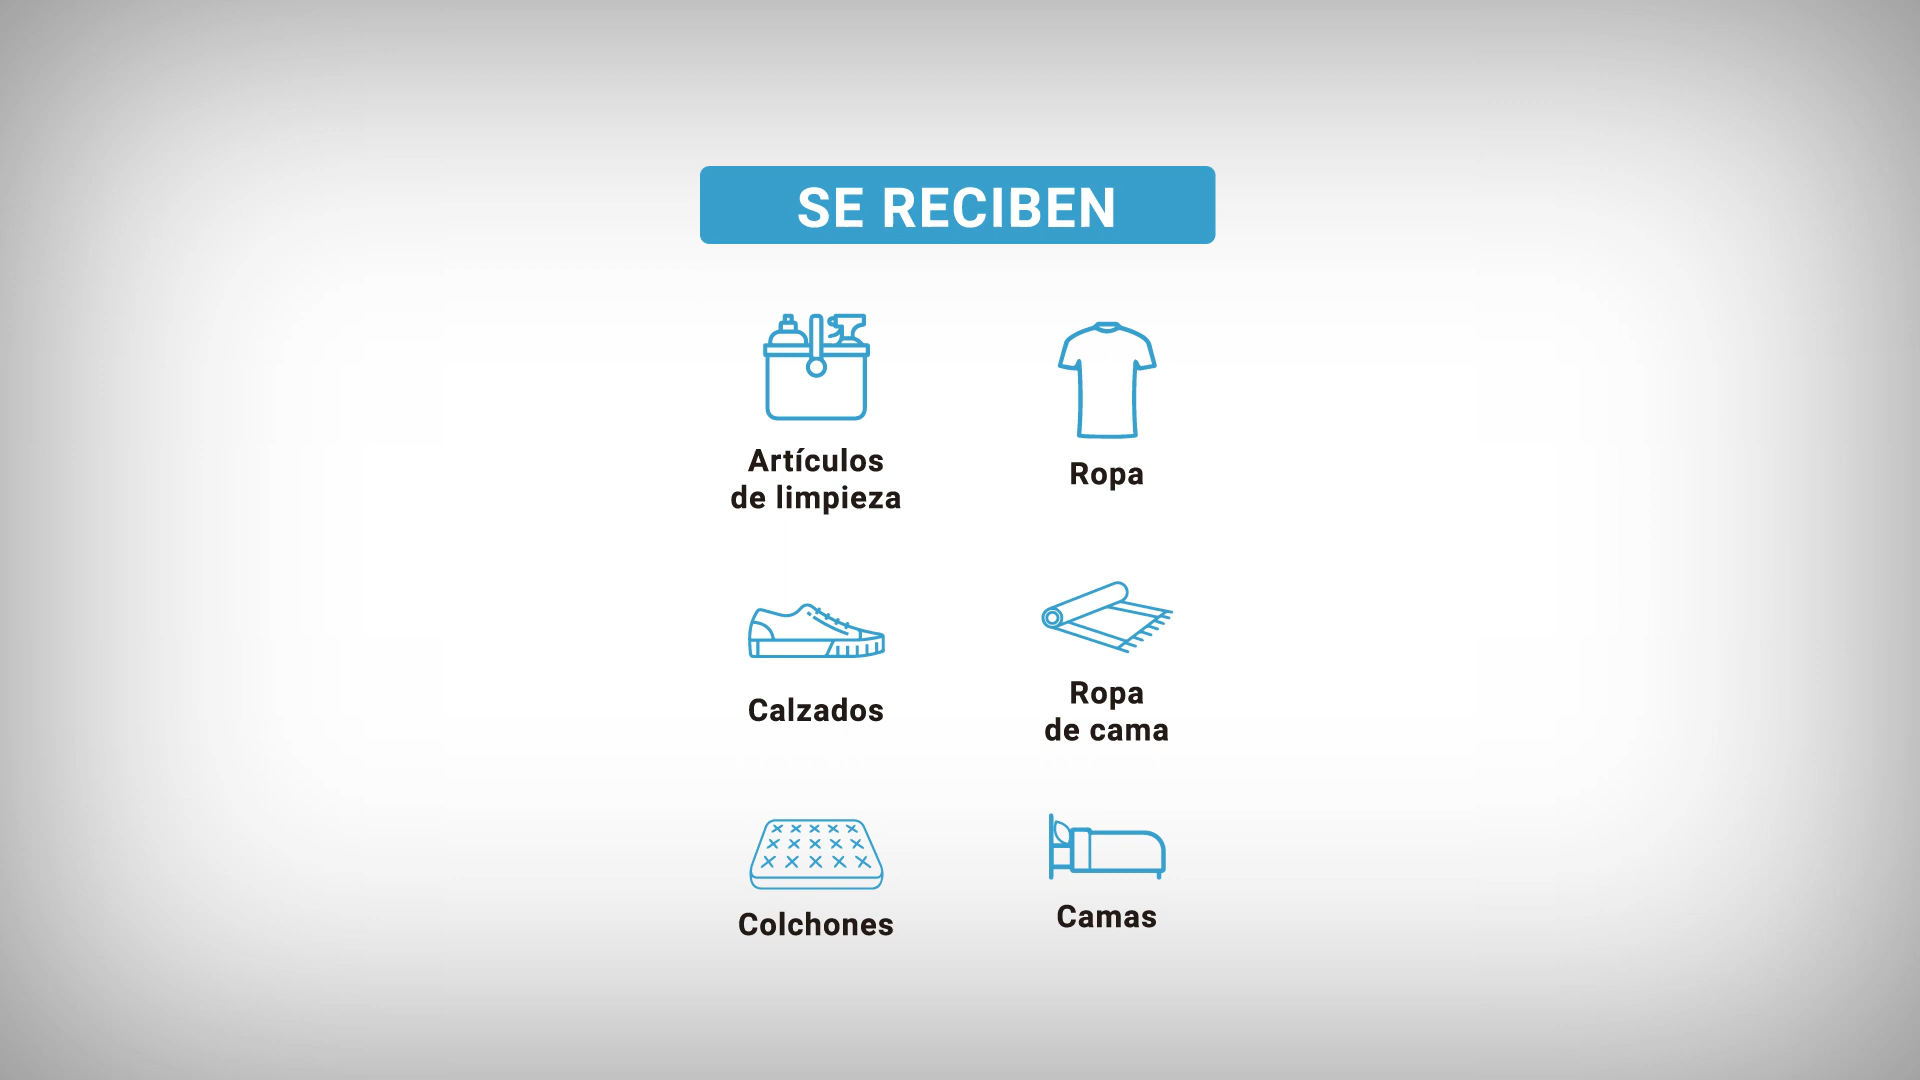 SE RECIBEN
Artículos
de limpieza
Ropa
Calzados
Ropa
de cama
Colchones
Camas